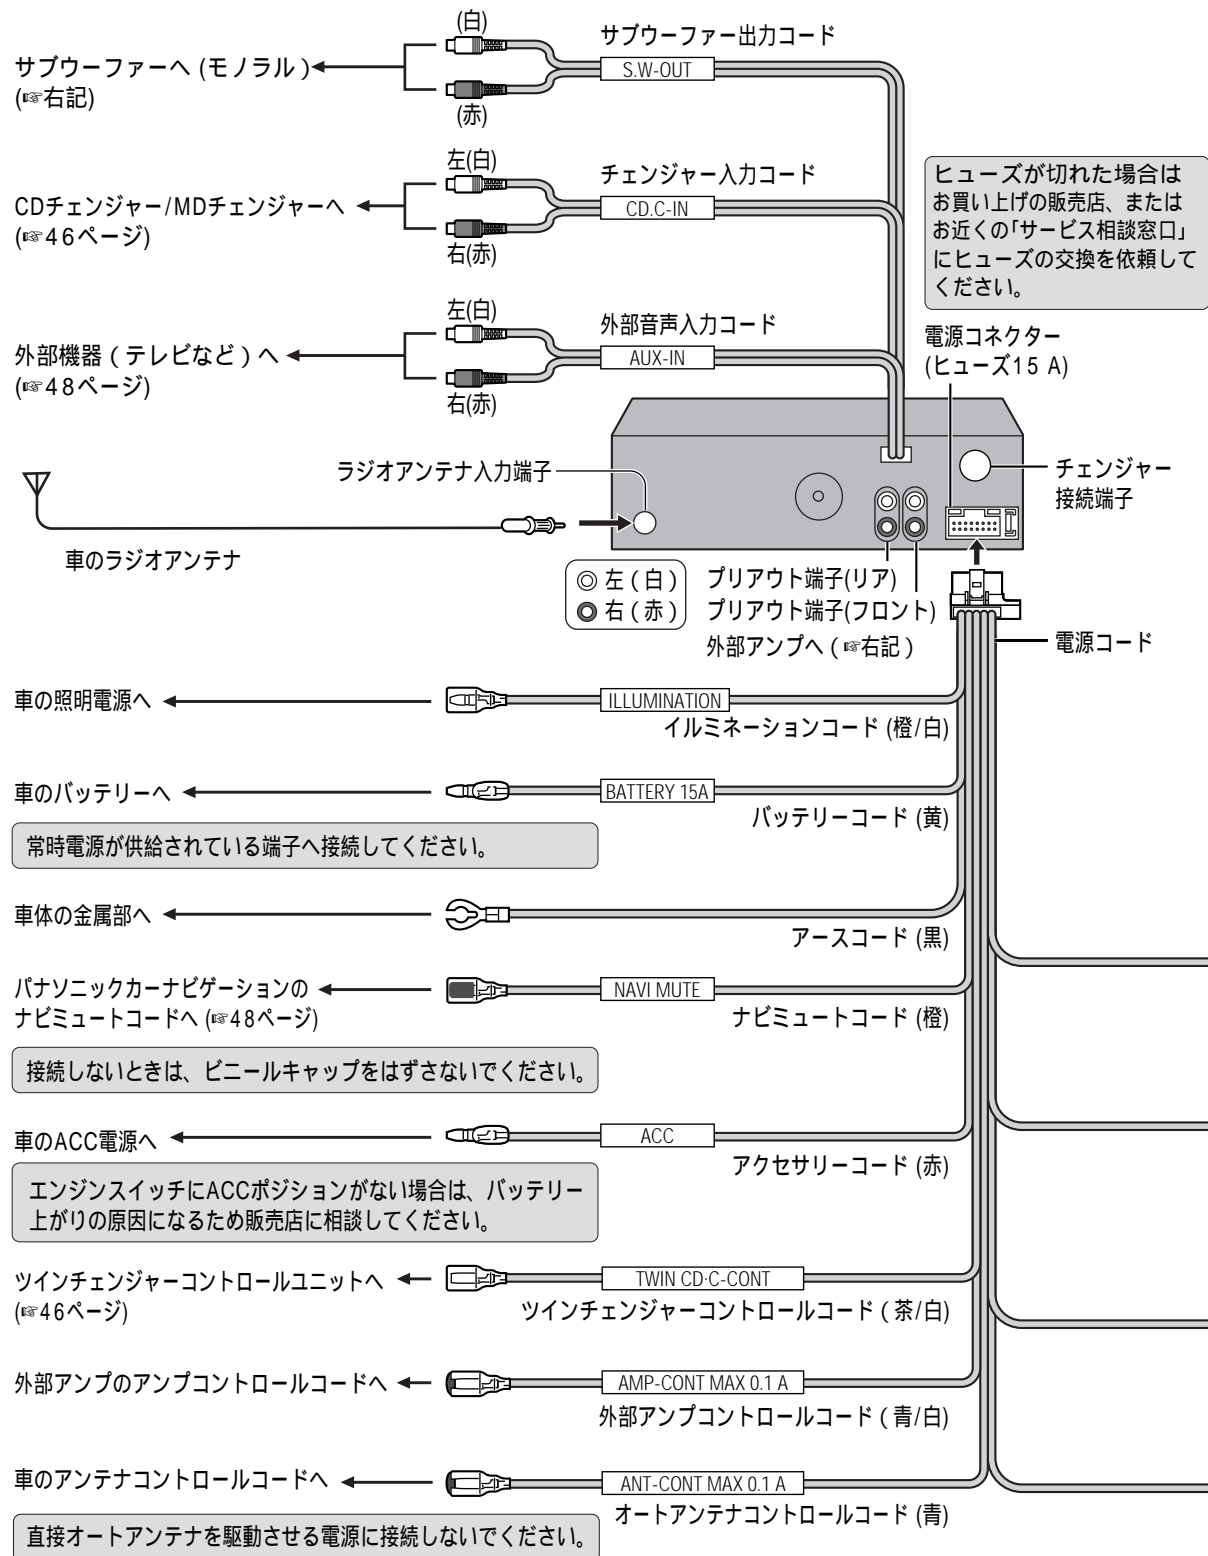 (白)
サブウーファー出力コード
サブウーファーへ (モノラル)
S.W-OUT
(☞右記)
(赤)
左(白)
チェンジャー入力コード
CDチェンジャー/MDチェンジャーへ
CD.C-IN
(☞46ページ)
右(赤)
ヒューズが切れた場合は
お買い上げの販売店、または
お近くの「サービス相談窓口」
にヒューズの交換を依頼して
ください。
左(白)
外部音声入力コード
外部機器(テレビなど)へ
AUX-IN
(☞48ページ)
右(赤)
電源コネクター
(ヒューズ15 A)
ラジオアンテナ入力端子
チェンジャー
接続端子
車のラジオアンテナ
◎左(白)
◉右(赤)
プリアウト端子(リア)
プリアウト端子(フロント)
外部アンプへ(☞右記)
電源コード
車の照明電源へ
ILLUMINATION
イルミネーションコード (橙/白)
車のバッテリーへ
BATTERY 15A
バッテリーコード (黄)
常時電源が供給されている端子へ接続してください。
車体の金属部へ
アースコード (黒)
パナソニックカーナビゲーションの
NAVI MUTE
ナビミュートコードへ (☞48ページ)
ナビミュートコード (橙)
接続しないときは、ビニールキャップをはずさないでください。
車のACC電源へ
ACC
アクセサリーコード (赤)
エンジンスイッチにACCポジションがない場合は、バッテリー
上がりの原因になるため販売店に相談してください。
ツインチェンジャーコントロールユニットへ
TWIN CD·C-CONT
(☞46ページ)
ツインチェンジャーコントロールコード(茶/白)
外部アンプのアンプコントロールコードへ
AMP-CONT MAX 0.1 A
外部アンプコントロールコード(青/白)
車のアンテナコントロールコードへ
ANT-CONT MAX 0.1 A
オートアンテナコントロールコード (青)
直接オートアンテナを駆動させる電源に接続しないでください。